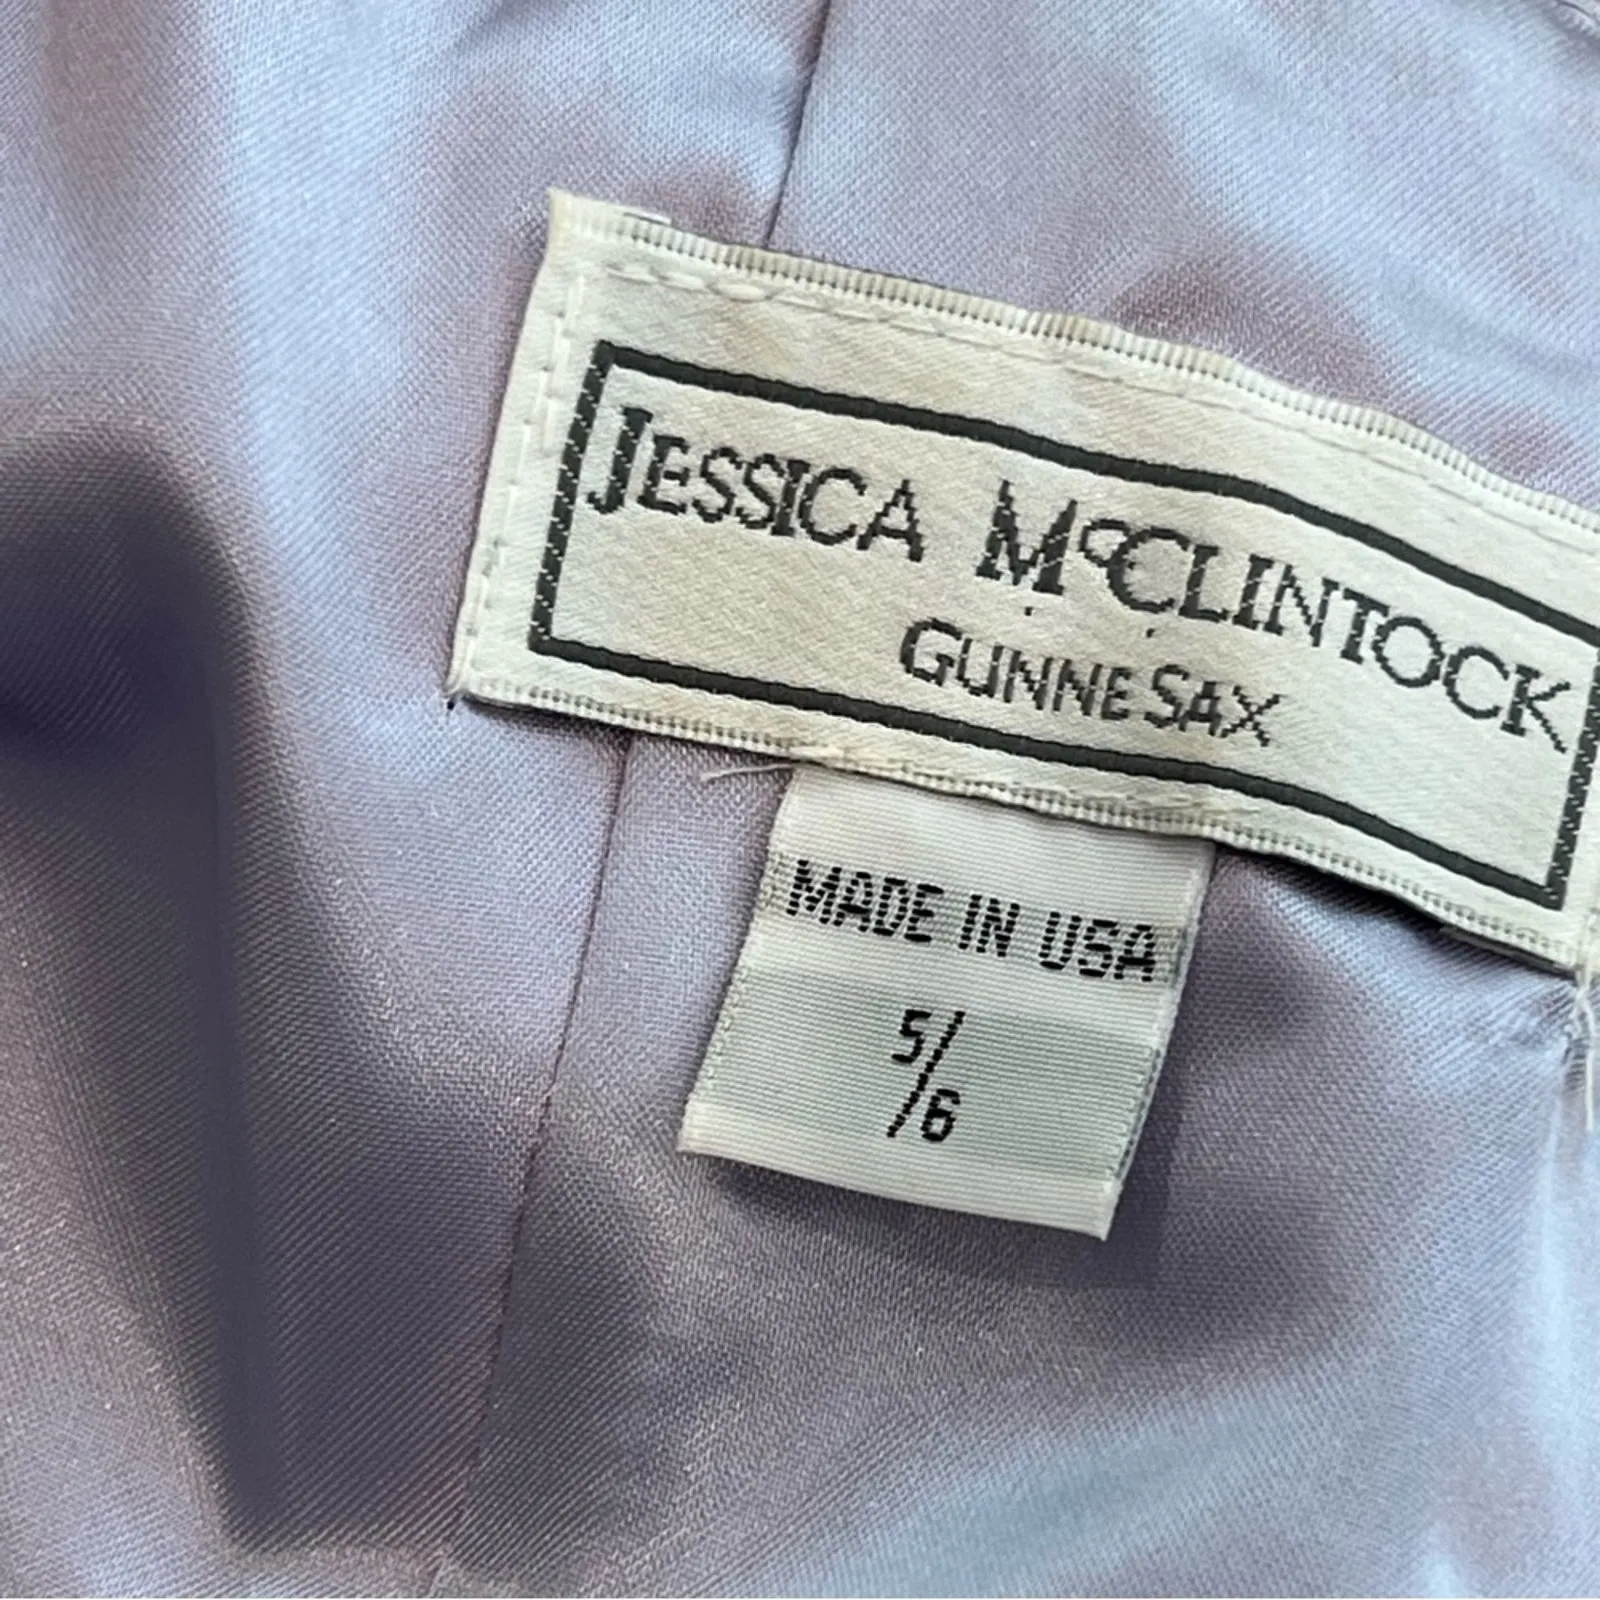 JESSICA McCLINTOCK
GUNNE SAX
MADE IN USA
5/
/6